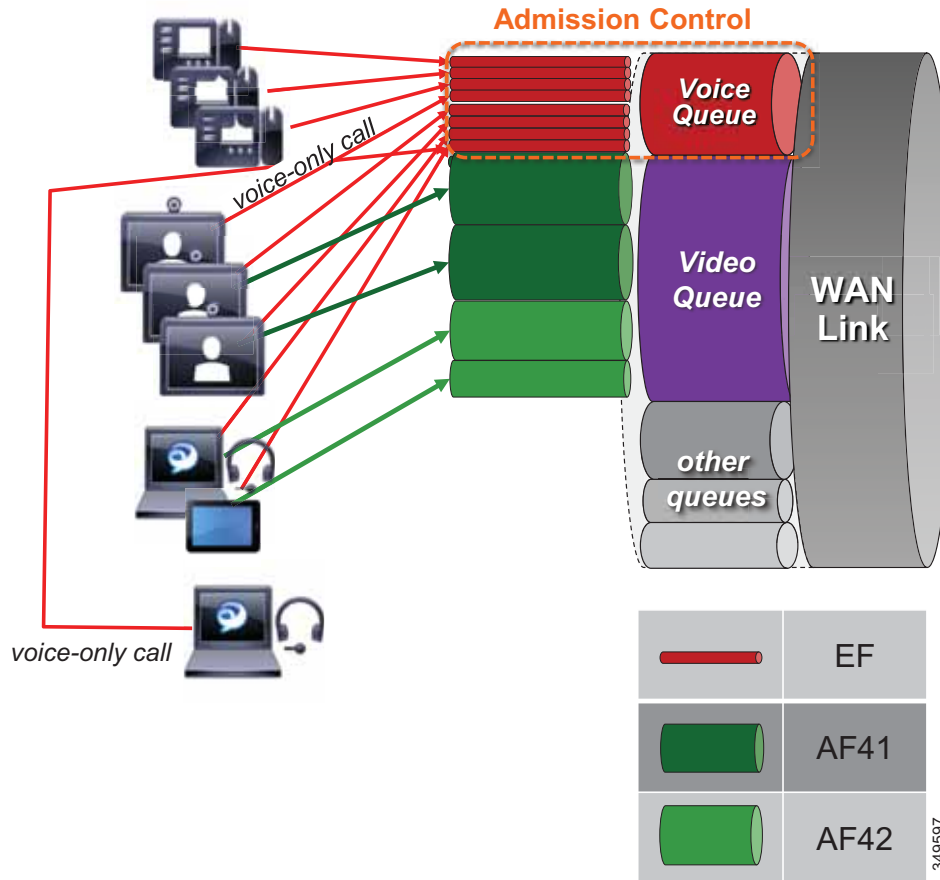 Admission Control
Voice
Queue
voice-only call
Video
Queue
WAN
Link
other
queues
voice-only call
EF
AF41
AF42
349597